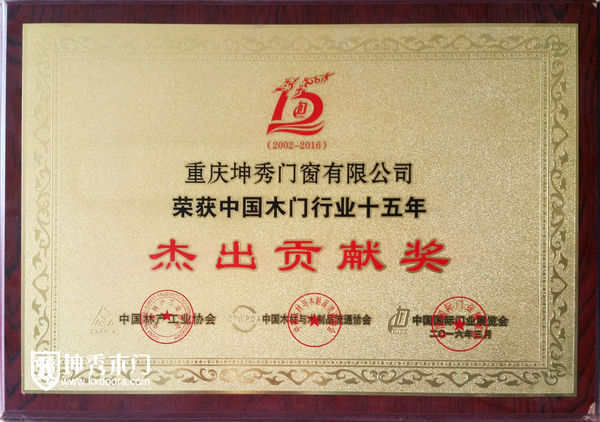 (2002-2016)
重庆坤秀门窗有限公司
荣获中国木门行业十五年
杰出贡献奖
中国林产工业协会
中国木材与木制品流通协会
中国国际门业展览会
二〇一六年三月
坤秀木门
www.kxdoors.com